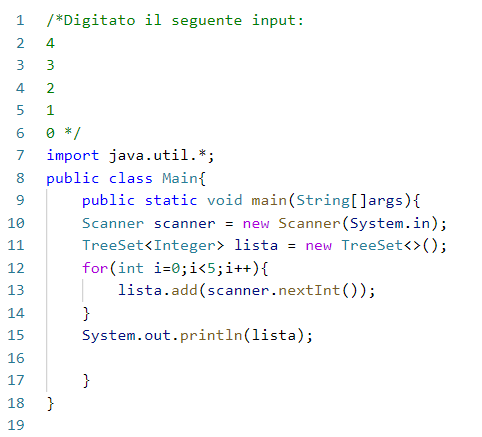 1 /*Digitato il seguente input:
2 4
3 3
4 2
5 1
6 0 */
7 import java.util.*;
8 public class Main{
9     public static void main(String[]args){
10     Scanner scanner = new Scanner(System.in);
11     TreeSet<Integer> lista = new TreeSet<>();
12     for(int i=0;i<5;i++){
13         lista.add(scanner.nextInt());
14     }
15     System.out.println(lista);
16
17     }
18 }
19